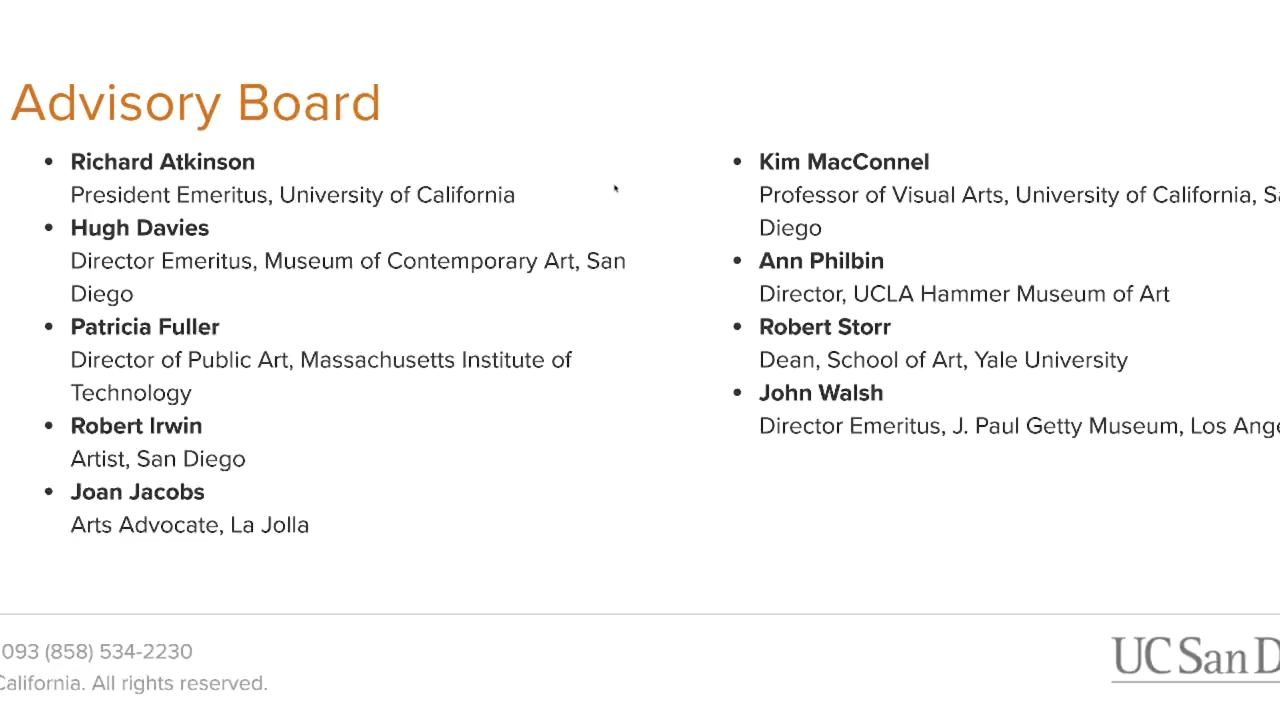 Advisory Board
• Richard Atkinson
President Emeritus, University of California
• Hugh Davies
Director Emeritus, Museum of Contemporary Art, San
Diego
• Patricia Fuller
Director of Public Art, Massachusetts Institute of
Technology
• Robert Irwin
Artist, San Diego
• Joan Jacobs
Arts Advocate, La Jolla
• Kim MacConnel
Professor of Visual Arts, University of California,
Diego
• Ann Philbin
Director, UCLA Hammer Museum of Art
• Robert Storr
Dean, School of Art, Yale University
• John Walsh
Director Emeritus, J. Paul Getty Museum, Los
093 (858) 534-2230
California. All rights reserved.
UC San